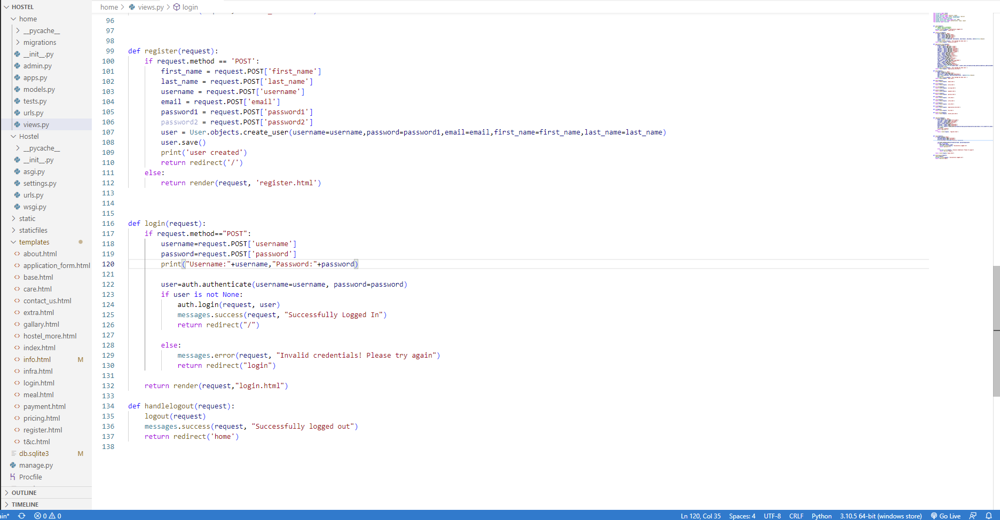 HOSTEL
home
__pycache__
migrations
__init__.py
admin.py
apps.py
models.py
tests.py
urls.py
views.py
Hostel
__pycache__
__init__.py
asgi.py
settings.py
urls.py
wsgi.py
static
staticfiles
templates
about.html
application_form.html
base.html
care.html
contact_us.html
extra.html
gallary.html
hostel_more.html
index.html
info.html M
infra.html
login.html
meal.html
payment.html
pricing.html
register.html
t&c.html
db.sqlite3 M
manage.py
Procfile
OUTLINE
TIMELINE
home > views.py > login
96
97
98
99 def register(request):
100 if request.method == 'POST':
101 first_name = request.POST['first_name']
102 last_name = request.POST['last_name']
103 username = request.POST['username']
104 email = request.POST['email']
105 password1 = request.POST['password1']
106 password2 = request.POST['password2']
107 user = User.objects.create_user(username=username,password=password1,email=email,first_name=first_name,last_name=last_name)
108 user.save()
109 print('user created')
110 return redirect('/')
111 else:
112 return render(request, 'register.html')
113
114
115
116 def login(request):
117 if request.method=="POST":
118 username=request.POST['username']
119 password=request.POST['password']
120 print("Username:"+username,"Password:"+password)
121
122 user=auth.authenticate(username=username, password=password)
123 if user is not None:
124 auth.login(request, user)
125 messages.success(request, "Successfully Logged In")
126 return redirect("/")
127
128 else:
129 messages.error(request, "Invalid credentials! Please try again")
130 return redirect("login")
131
132 return render(request,"login.html")
133
134 def handlelogout(request):
135 logout(request)
136 messages.success(request, "Successfully logged out")
137 return redirect('home')
138
0 0 Ln 120, Col 35 Spaces: 4 UTF-8 CRLF Python 3.10.5 64-bit (windows store) Go Live